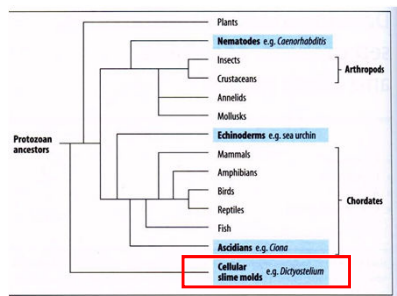 Plants
Nematodes e.g. Caenorhabditis
Insects
Crustaceans
Arthropods
Annelids
Mollusks
Echinoderms e.g. sea urchin
Protozoan
ancestors
Mammals
Amphibians
Birds
Reptiles
Chordates
Fish
Ascidians e.g. Ciona
Cellular
slime molds e.g. Dictyostelium